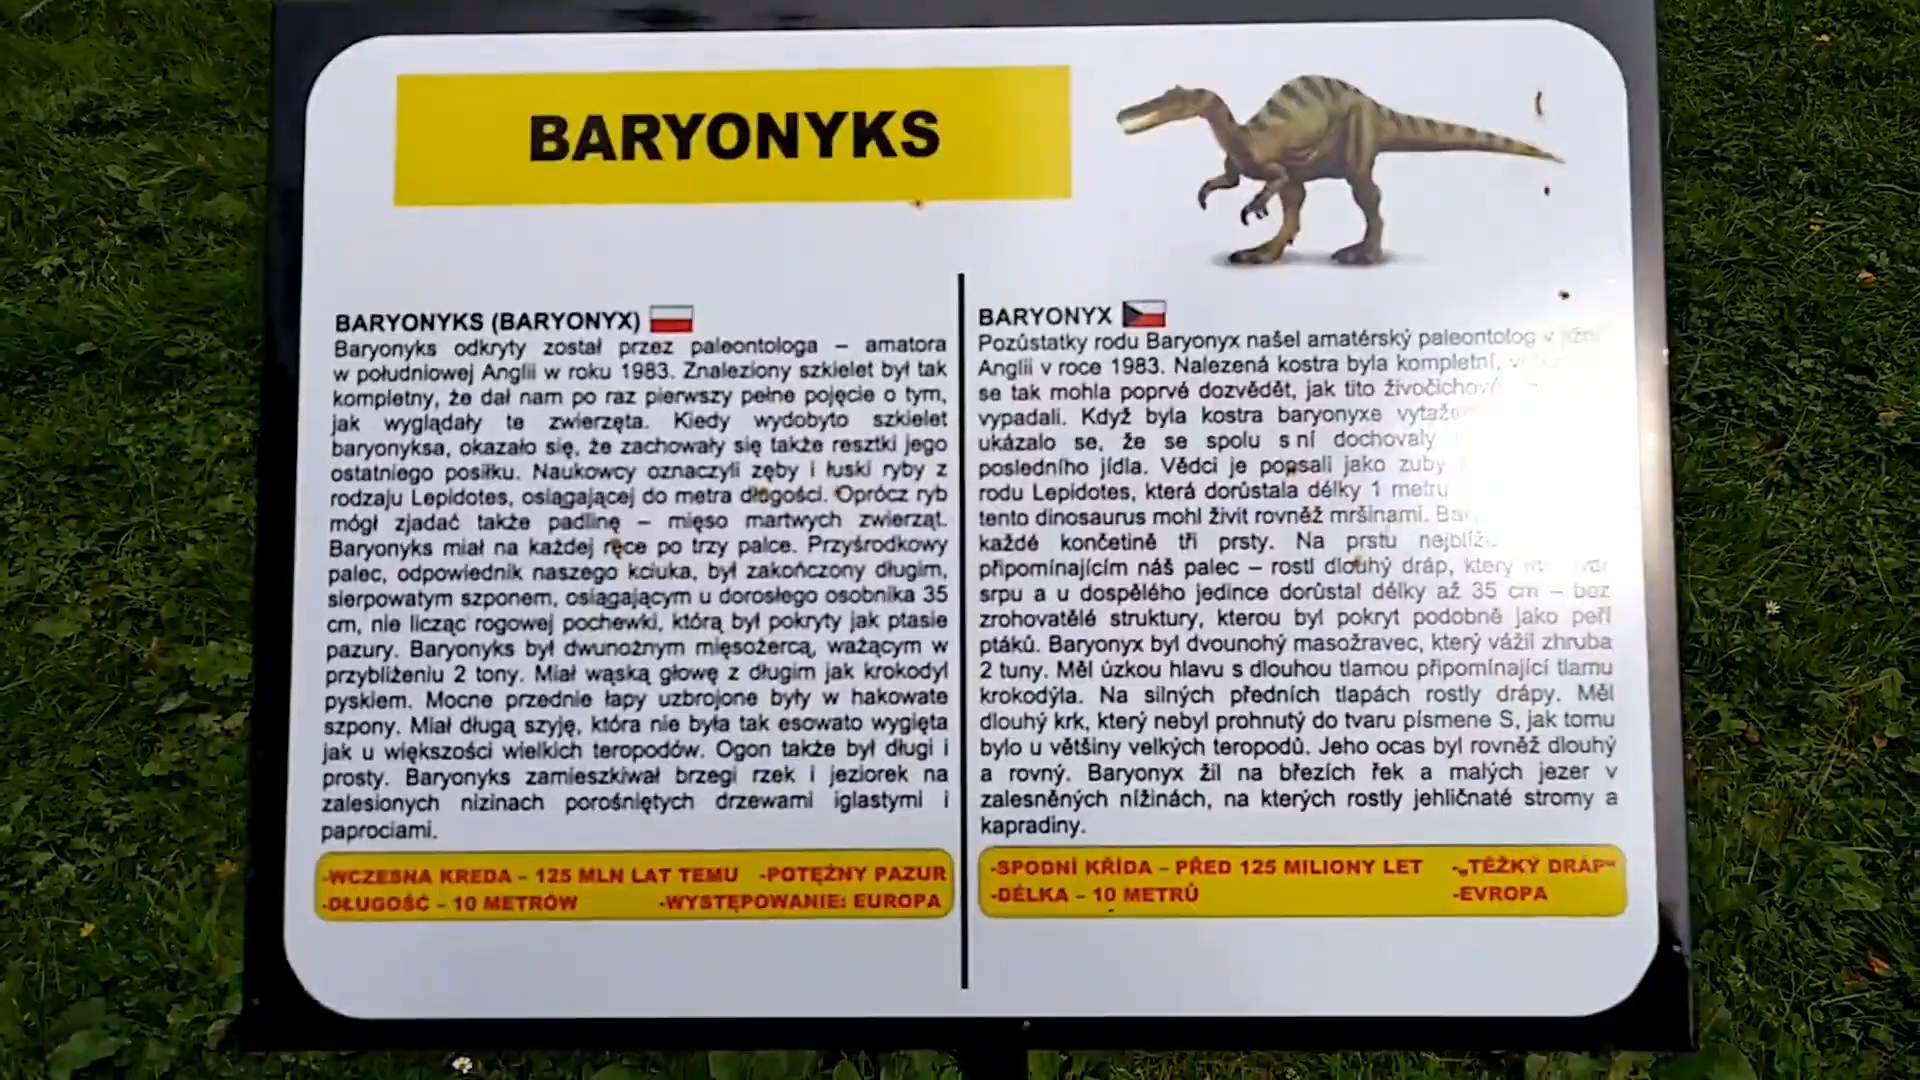 BARYONYKS
BARYONYKS (BARYONYX)
Baryonyks odkryty został przez paleontologa – amatora
w południowej Anglii w roku 1983. Znaleziony szkielet był tak
kompletny, że dał nam po raz pierwszy pełne pojęcie o tym,
jak wyglądały te zwierzęta. Kiedy wydobyto szkielet
baryonyksa, okazało się, że zachowały się także resztki jego
ostatniego posiłku. Naukowcy oznaczyli zęby i łuski ryby z
rodzaju Lepidotes, osiągającej do metra długości. Oprócz ryb
mógł zjadać także padlinę – mięso martwych zwierząt.
Baryonyks miał na każdej ręce po trzy palce. Przyśrodkowy
palec, odpowiednik naszego kciuka, był zakończony długim,
sierpowatym szponem, osiągającym u dorosłego osobnika 35
cm, nie licząc rogowej pochewki, którą był pokryty jak ptasie
pazury. Baryonyks był dwunożnym mięsożercą, ważącym w
przybliżeniu 2 tony. Miał wąską głowę z długim jak krokodyl
pyskiem. Mocne przednie łapy uzbrojone były w hakowate
szpony. Miał długą szyję, która nie była tak esowato wygięta
jak u większości wielkich teropodów. Ogon także był długi i
prosty. Baryonyks zamieszkiwał brzegi rzek i jeziorek na
zalesionych nizinach porośniętych drzewami iglastymi i
paprociami.
-WCZESNA KREDA – 125 MLN LAT TEMU -POTĘŻNY PAZUR
-DŁUGOŚĆ – 10 METRÓW -WYSTĘPOWANIE: EUROPA
BARYONYX
Pozůstatky rodu Baryonyx našel amatérský paleontolog v jižní
Anglii v roce 1983. Nalezená kostra byla kompletní,
se tak mohla poprvé dozvědět, jak tito živočichové
vypadali. Když byla kostra baryonyxe
ukázalo se, že se spolu s ní dochovaly
posledního jídla. Vědci je popsali jako zuby
rodu Lepidotes, která dorůstala délky 1 metru
tento dinosaurus mohl živit rovněž mršinami.
každé končetině tři prsty. Na prstu
připomínajícím náš palec – rostl dlouhý dráp, který
srpu a u dospělého jedince dorůstal délky až 35 cm – bez
zrohovatělé struktury, kterou byl pokryt podobně jako peří
ptáků. Baryonyx byl dvounohý masožravec, který vážil zhruba
2 tuny. Měl úzkou hlavu s dlouhou tlamou připomínající tlamu
krokodýla. Na silných předních tlapách rostly drápy. Měl
dlouhý krk, který nebyl prohnutý do tvaru písmene S, jak tomu
bylo u většiny velkých teropodů. Jeho ocas byl rovněž dlouhý
a rovný. Baryonyx žil na březích řek a malých jezer v
zalesněných nížinách, na kterých rostly jehličnaté stromy a
kapradiny.
-SPODNÍ KŘÍDA – PŘED 125 MILIONY LET -„TĚŽKÝ DRÁP“
-DÉLKA – 10 METRŮ -EVROPA